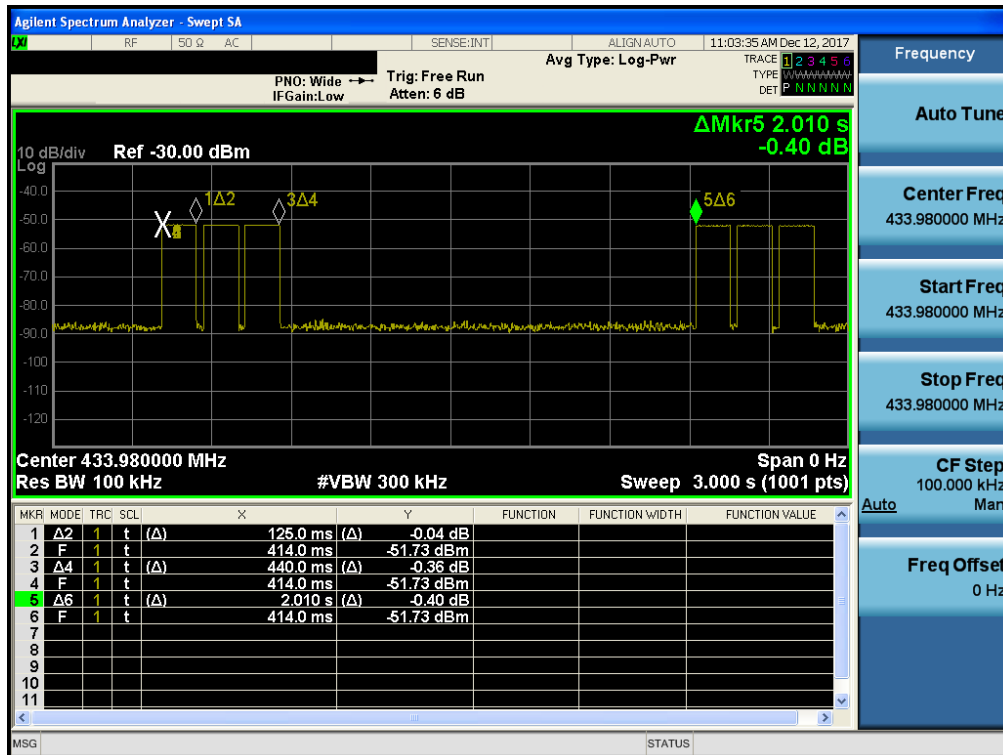 Agilent Spectrum Analyzer - Swept SA
LXI RF 50 Ω AC SENSE:INT ALIGN AUTO 11:03:35 AM Dec 12, 2017
Frequency
Avg Type: Log-Pwr
TRACE 1 2 3 4 5 6
PNO: Wide Trig: Free Run
TYPE WWWWWW
IFGain:Low Atten: 6 dB
DET P N N N N N
Auto Tune
ΔMkr5 2.010 s
-0.40 dB
10 dB/div Ref -30.00 dBm
Log
-40.0
-50.0
-60.0
-70.0
-80.0
-90.0
-100
-110
-120
1Δ2
3Δ4
5Δ6
X
Center Freq
433.980000 MHz
Start Freq
433.980000 MHz
Stop Freq
433.980000 MHz
Center 433.980000 MHz Span 0 Hz
Res BW 100 kHz #VBW 300 kHz Sweep 3.000 s (1001 pts)
CF Step
100.000 kHz
Auto Man
MKR MODE TRC SCL X Y FUNCTION FUNCTION WIDTH FUNCTION VALUE
1 Δ2 1 t (Δ) 125.0 ms (Δ) -0.04 dB
2 F 1 t 414.0 ms -51.73 dBm
3 Δ4 1 t (Δ) 440.0 ms (Δ) -0.36 dB
4 F 1 t 414.0 ms -51.73 dBm
5 Δ6 1 t (Δ) 2.010 s (Δ) -0.40 dB
6 F 1 t 414.0 ms -51.73 dBm
7
8
9
10
11
Freq Offset
0 Hz
MSG STATUS